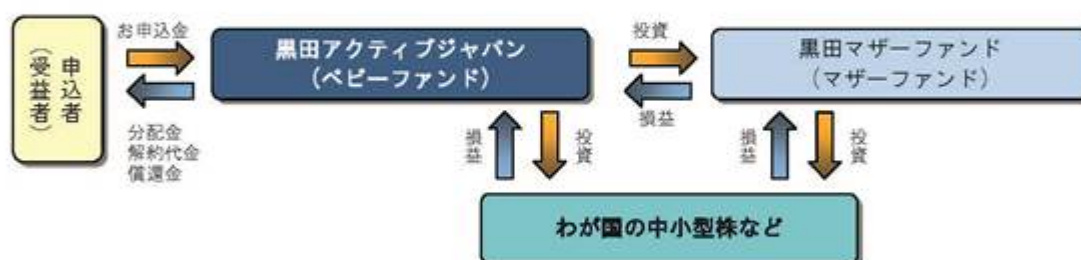 申込者
（受益者）
お申込金
分配金
解約代金
償還金
黒田アクティブジャパン
（ベビーファンド）
投資
損益
黒田マザーファンド
（マザーファンド）
損益
投資
損益
投資
わが国の中小型株など